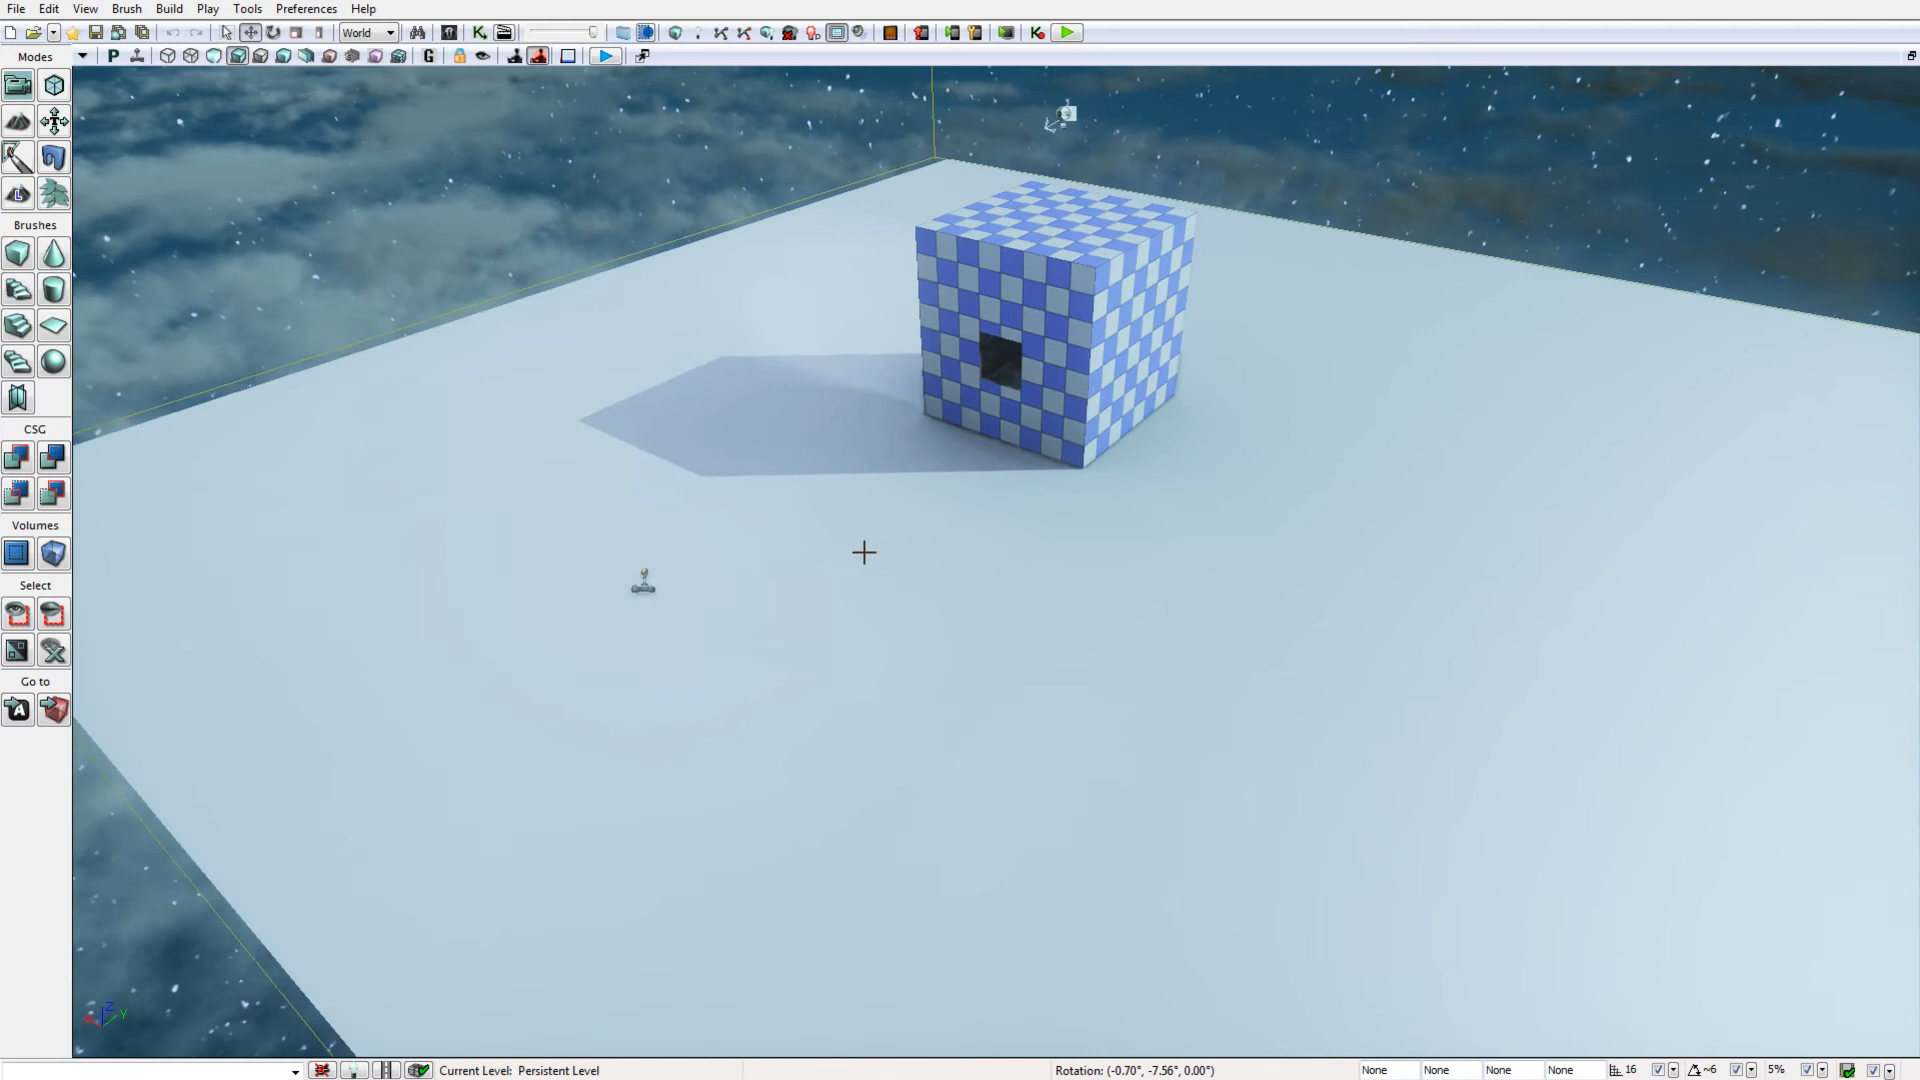 File Edit View Brush Build Play Tools Preferences Help
World
Modes
P
G
L
Brushes
CSG
Volumes
Select
Go to
A
Z
Y
Current Level: Persistent Level
Rotation: (-0.70°, -7.56°, 0.00°)
None None None None 16 ~6 5%